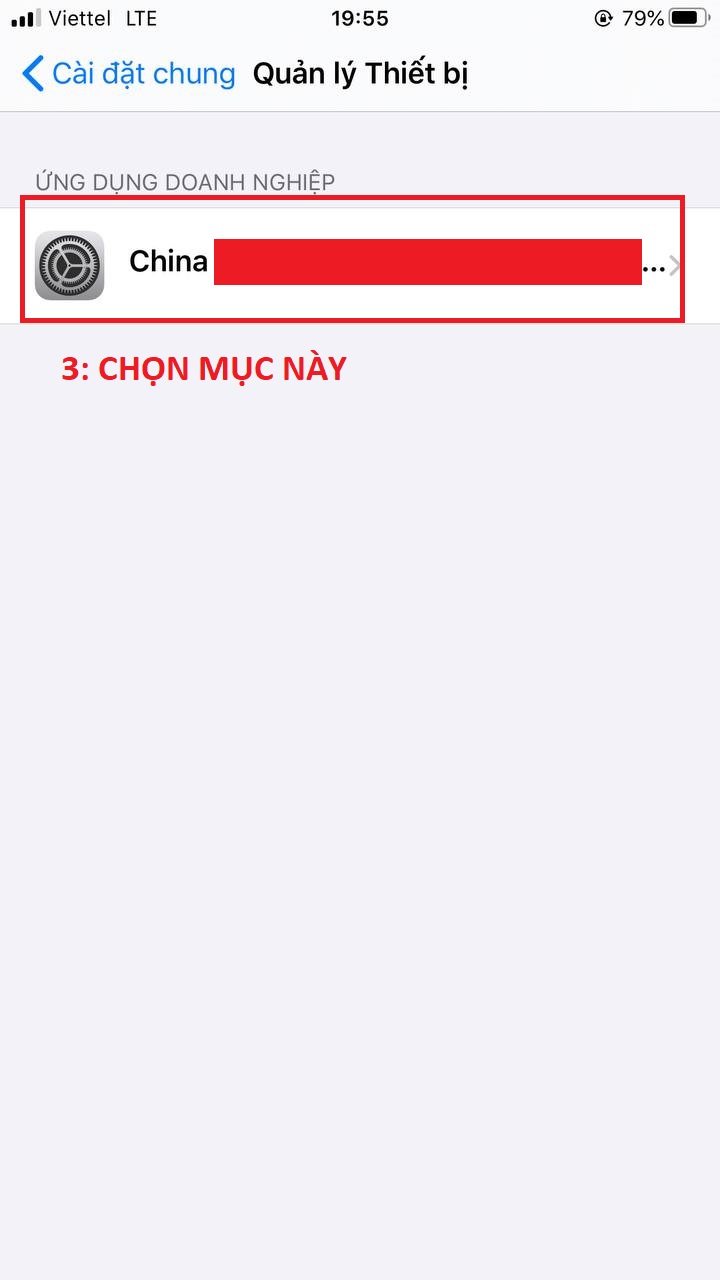 Viettel LTE 19:55 79%
Cài đặt chung Quản lý Thiết bị
ỨNG DỤNG DOANH NGHIỆP
China ...
3: CHỌN MỤC NÀY